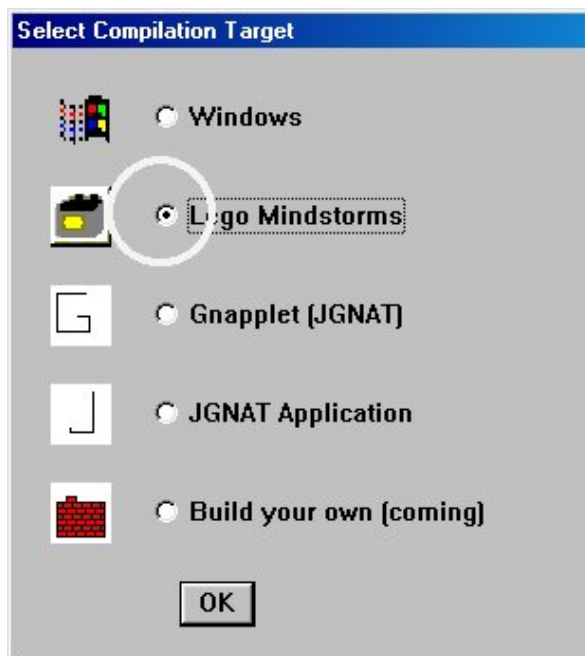 Select Compilation Target
Windows
Lego Mindstorms
Gnapplet (JGNAT)
JGNAT Application
Build your own (coming)
OK